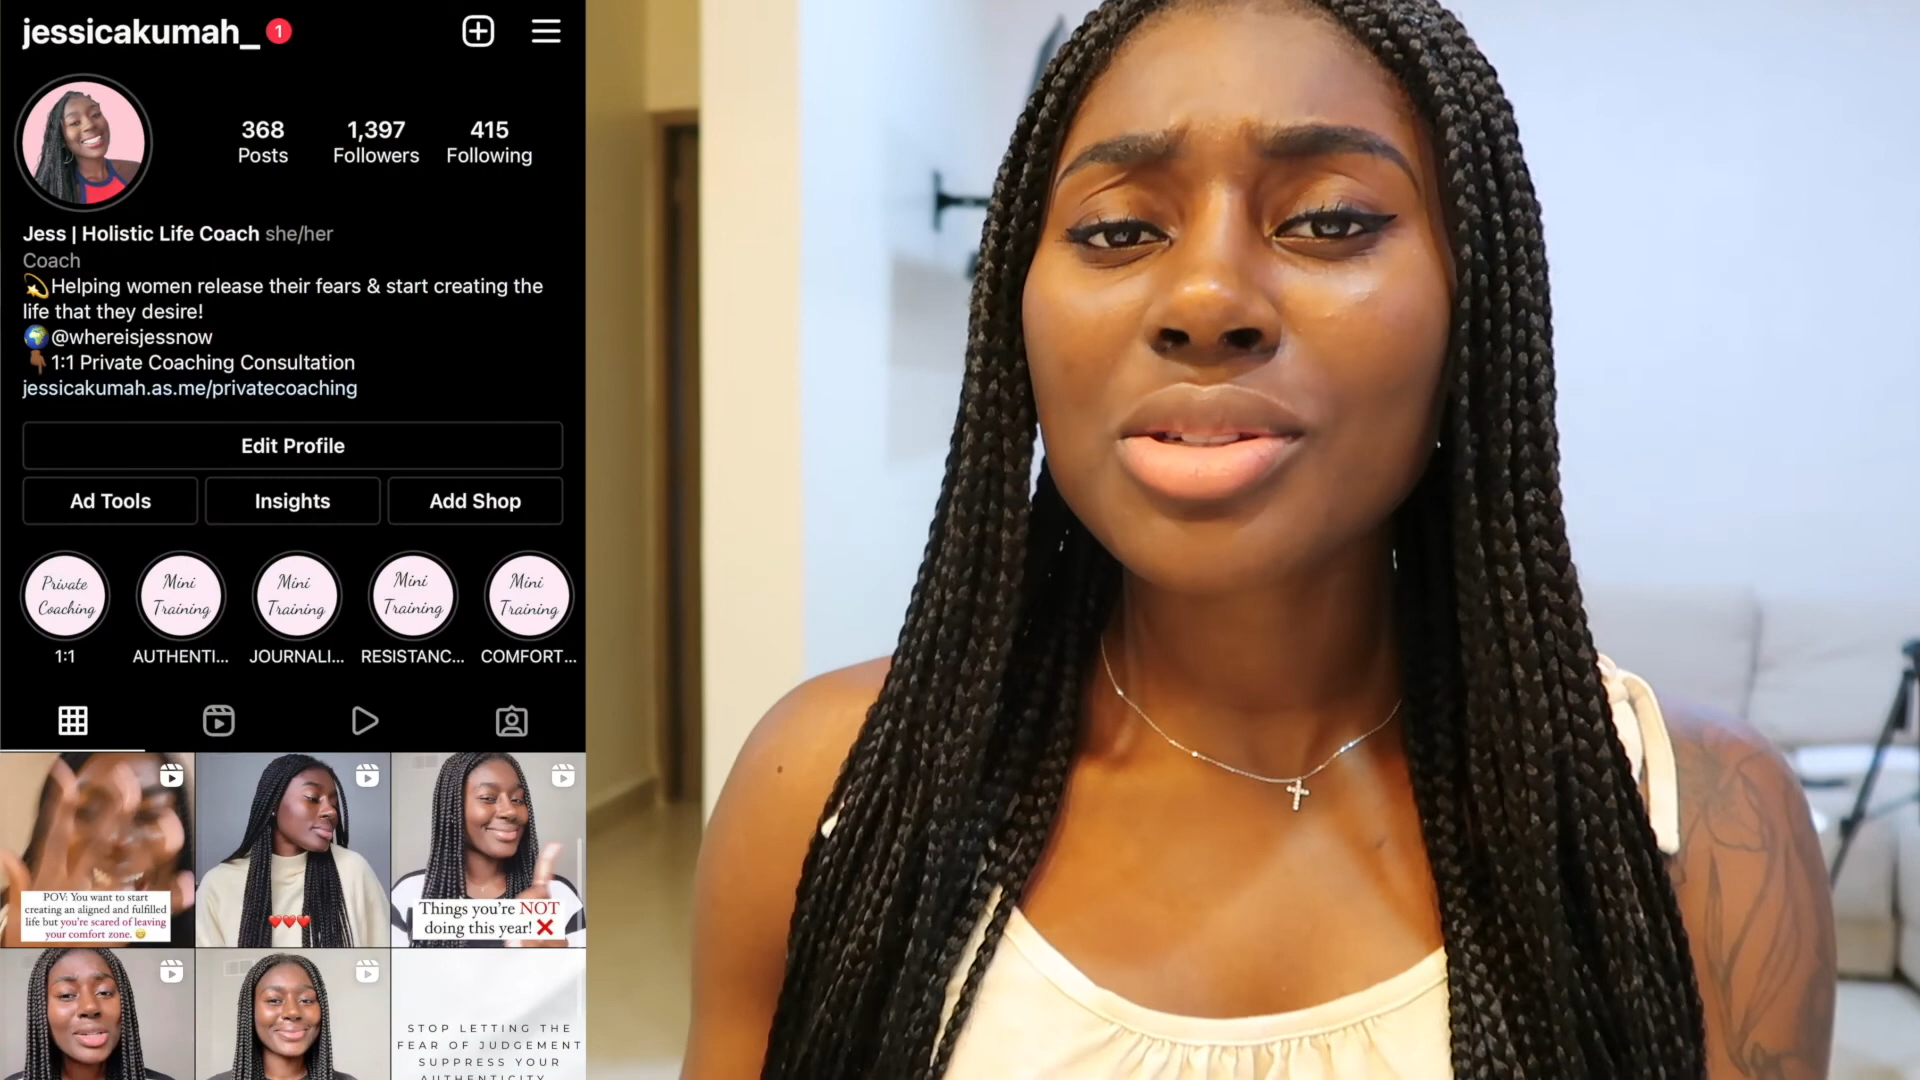 jessicakumah_ 1
368
Posts
1,397
Followers
415
Following
Jess | Holistic Life Coach she/her
Coach
💫Helping women release their fears & start creating the
life that they desire!
🌍@whereisjessnow
👇🏾1:1 Private Coaching Consultation
jessicakumah.as.me/privatecoaching
Edit Profile
Ad Tools
Insights
Add Shop
Private
Coaching
Mini
Training
Mini
Training
Mini
Training
Mini
Training
1:1
AUTHENTI...
JOURNALI...
RESISTANC...
COMFORT...
POV: You want to start
creating an aligned and fulfilled
life but you're scared of leaving
your comfort zone.
Things you're NOT
doing this year! ❌
STOP LETTING THE
FEAR OF JUDGEMENT
SUPPRESS YOUR
AUTHENTICITY